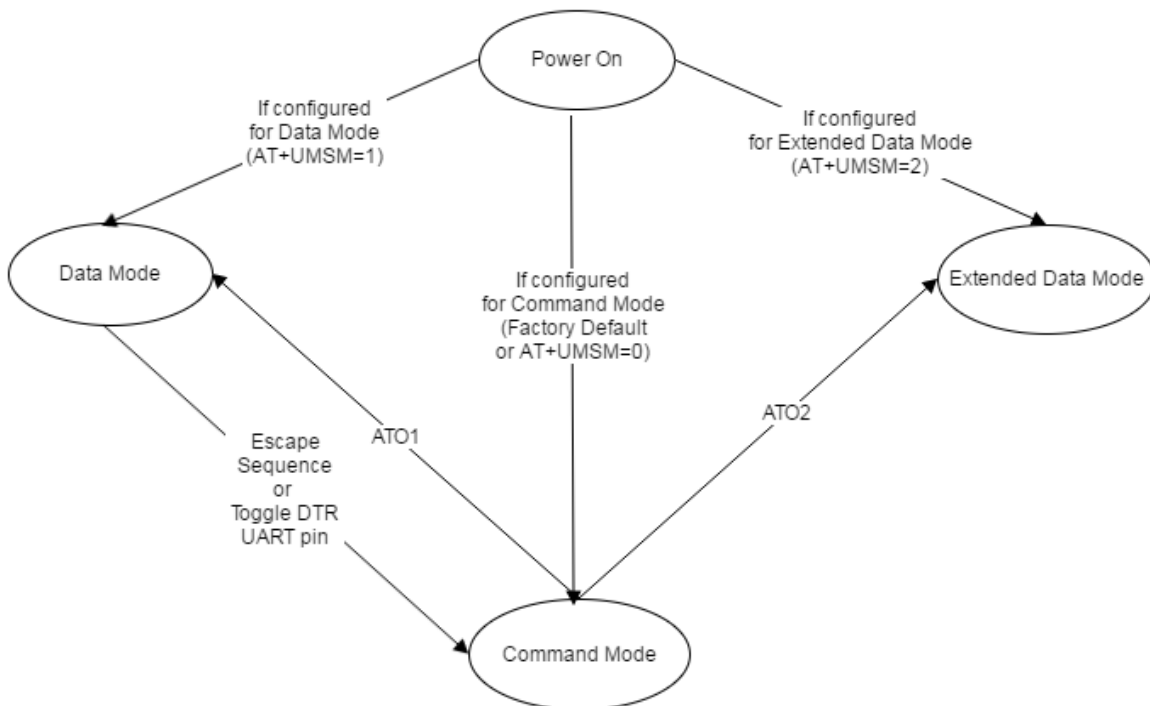 Power On
If configured
for Data Mode
(AT+UMSM=1)
If configured
for Extended Data Mode
(AT+UMSM=2)
Data Mode
If configured
for Command Mode
(Factory Default
or AT+UMSM=0)
Extended Data Mode
ATO1
ATO2
Escape
Sequence
or
Toggle DTR
UART pin
Command Mode